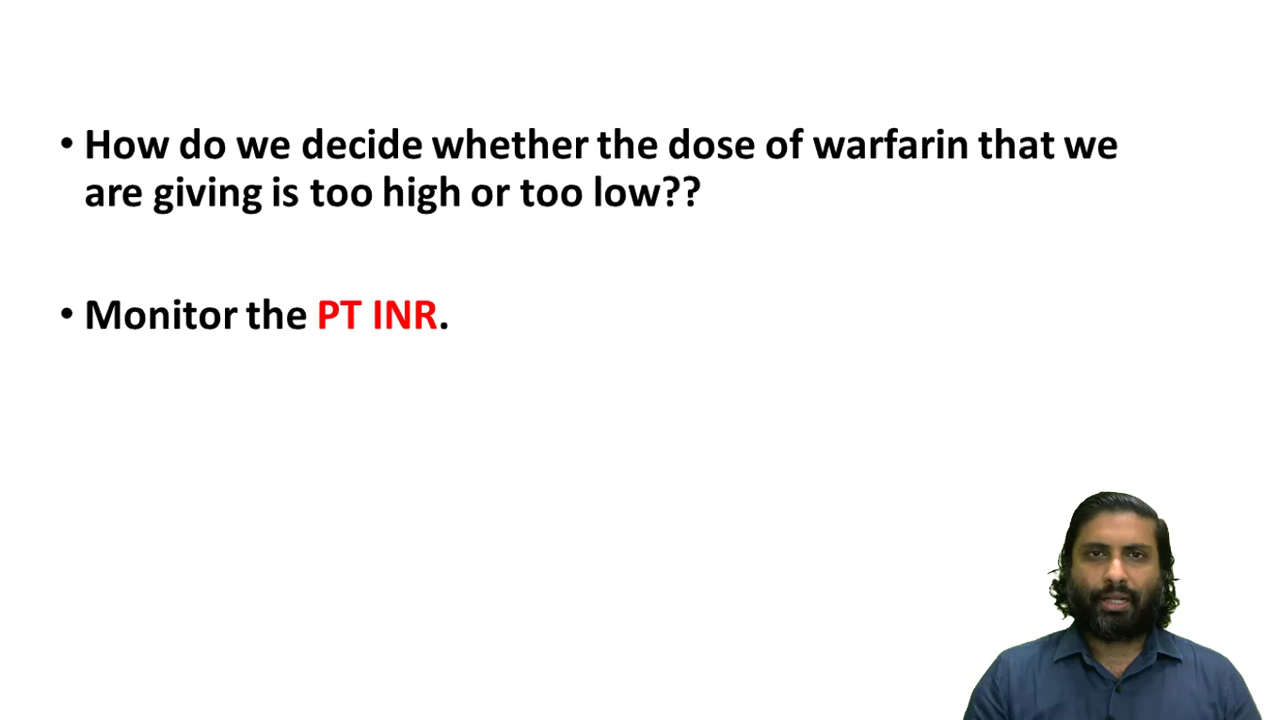 • How do we decide whether the dose of warfarin that we
are giving is too high or too low??
• Monitor the PT INR.